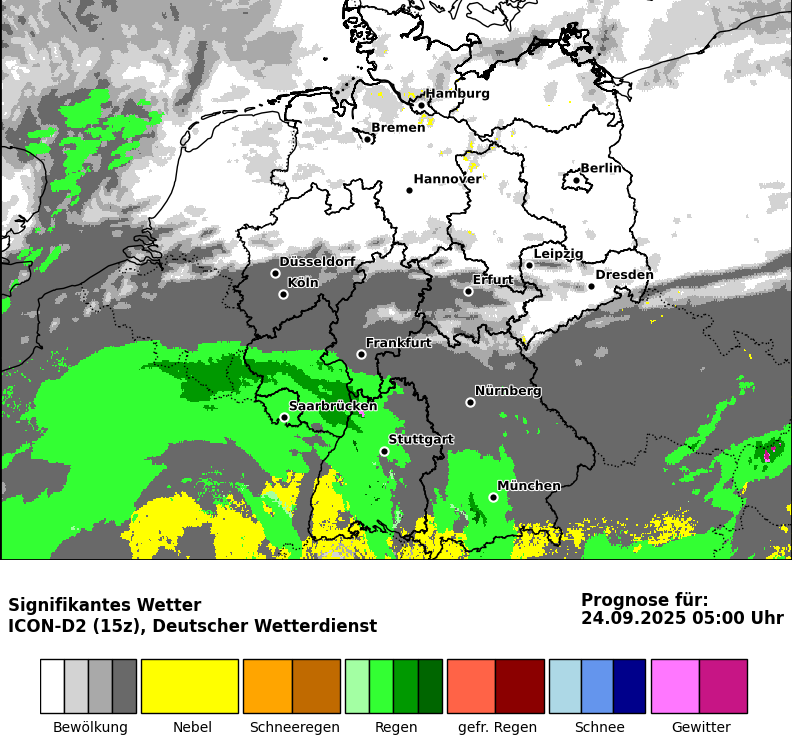 Hamburg
Bremen
Berlin
Hannover
Leipzig
Düsseldorf
Dresden
Köln
Erfurt
Frankfurt
Nürnberg
Saarbrücken
Stuttgart
München
Signifikantes Wetter
ICON-D2 (15z), Deutscher Wetterdienst
Prognose für:
24.09.2025 05:00 Uhr
Bewölkung Nebel Schneeregen Regen gefr. Regen Schnee Gewitter